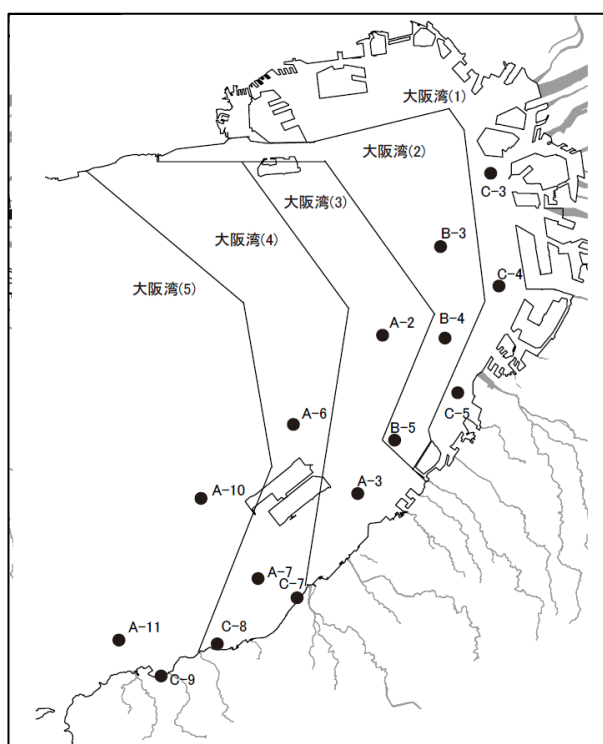 大阪湾(1)
大阪湾(2)
C-3
大阪湾(3)
B-3
大阪湾(4)
C-4
大阪湾(5)
A-2
B-4
C-5
A-6
B-5
A-3
A-10
A-7
C-7
A-11
C-8
C-9